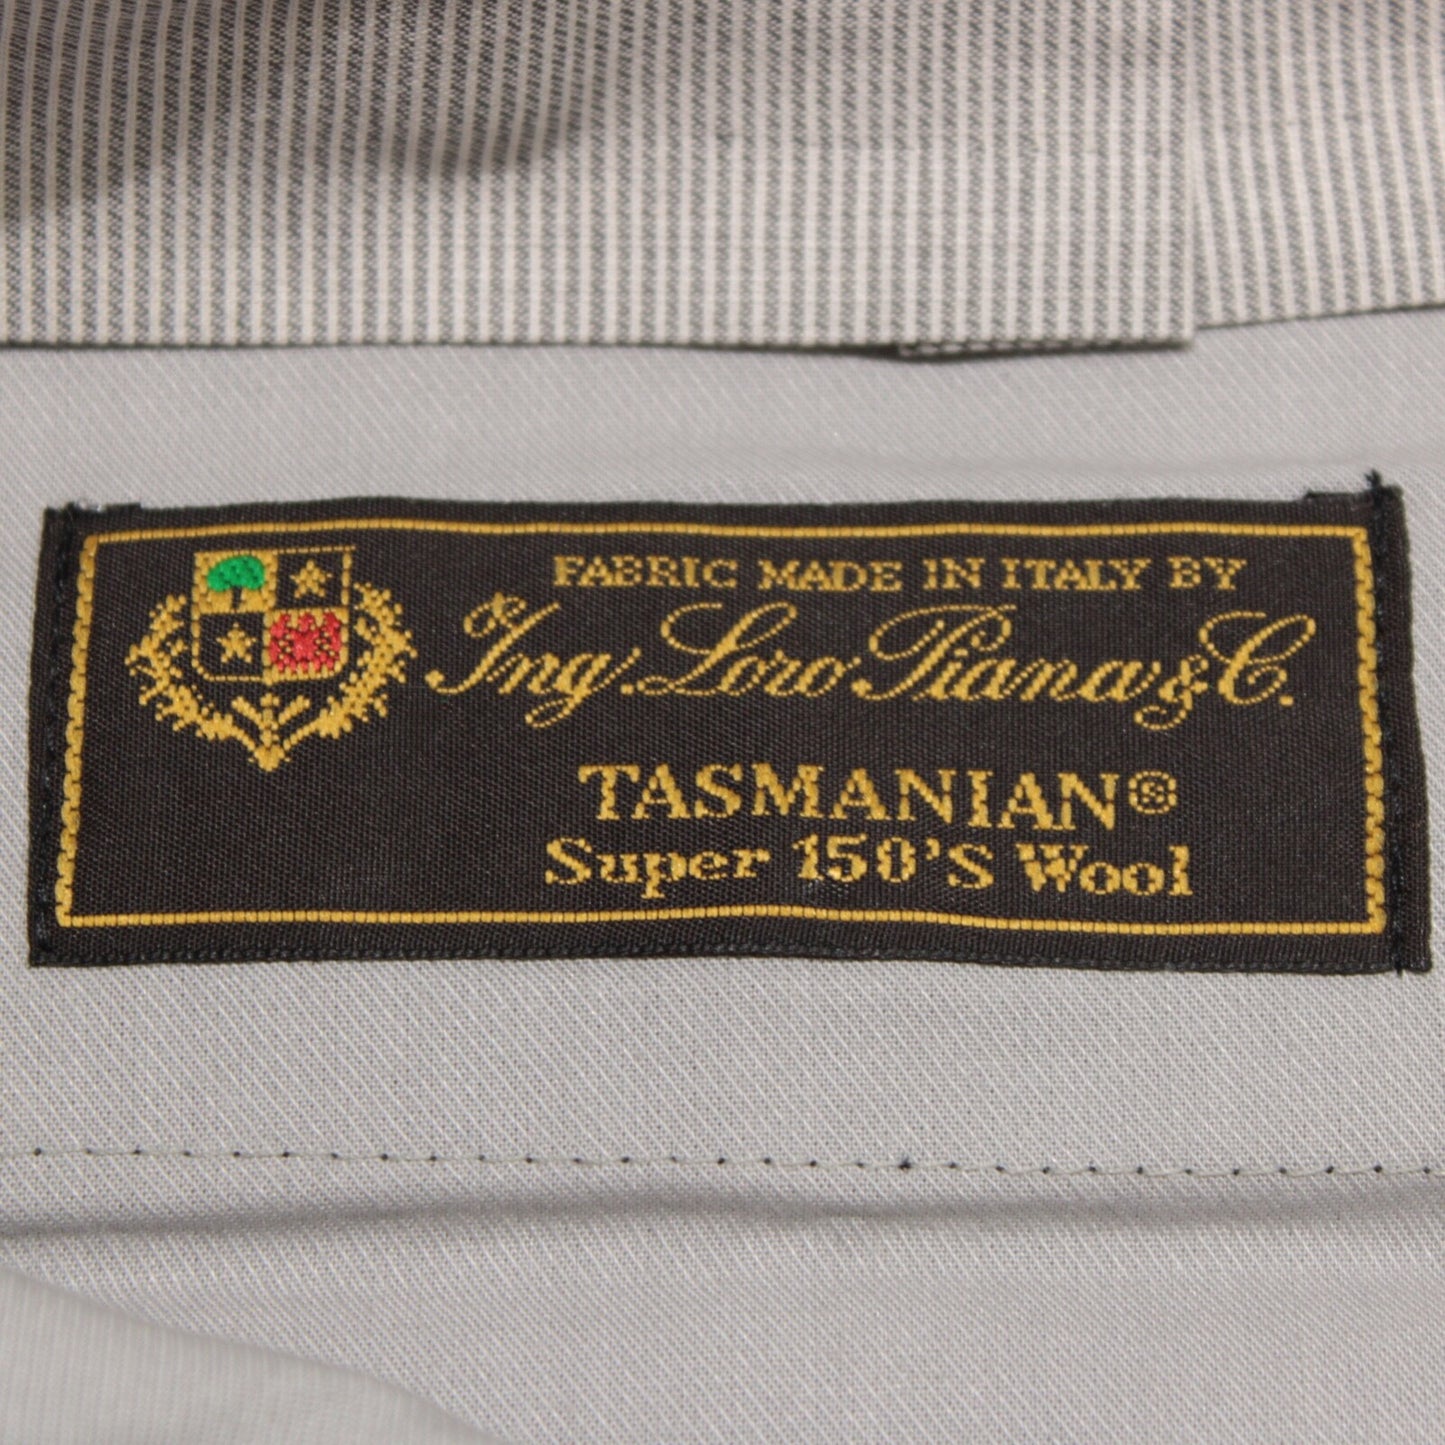 FABRIC MADE IN ITALY BY
Ing. Loro Piana & C.
TASMANIAN®
Super 150'S Wool